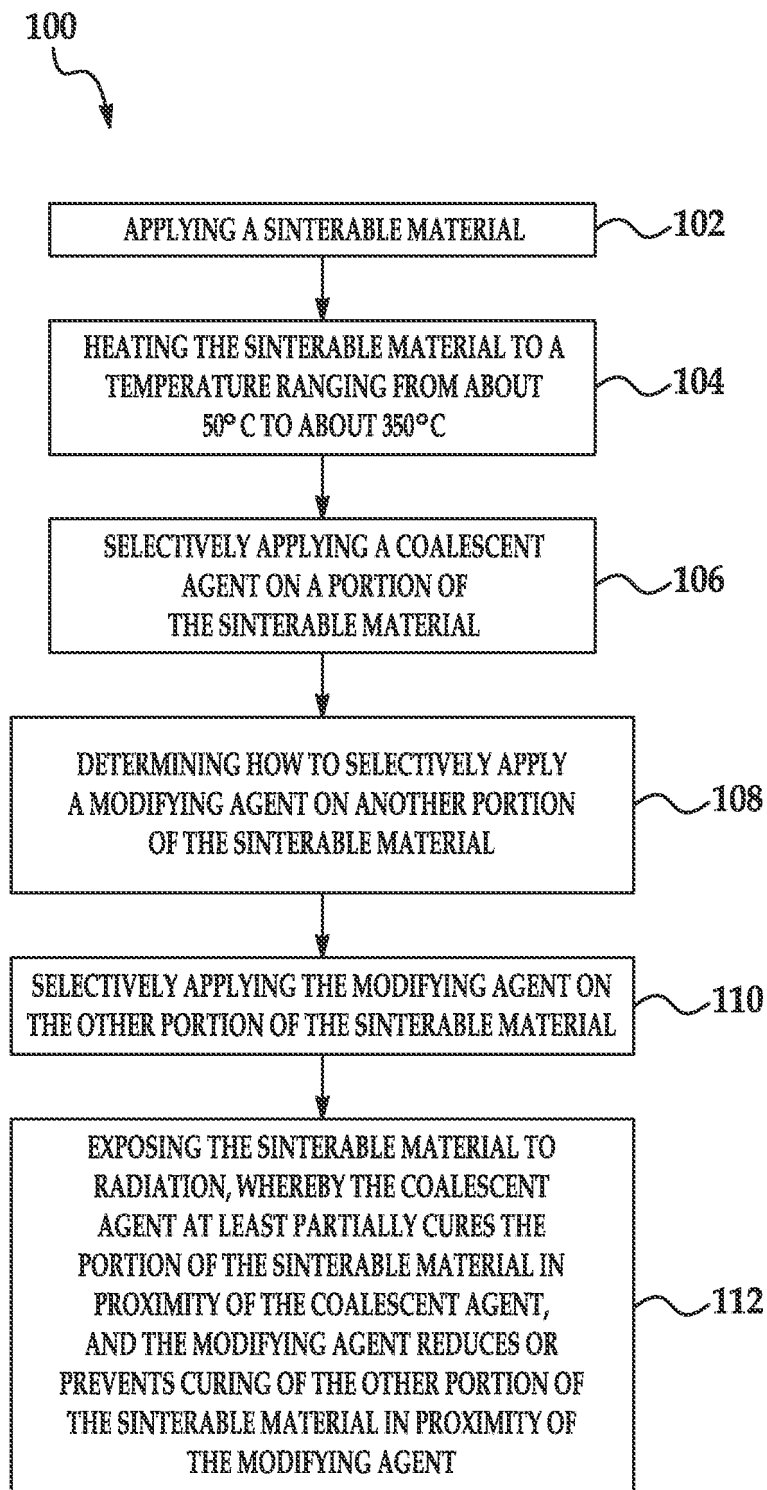 100
APPLYING A SINTERABLE MATERIAL
102
HEATING THE SINTERABLE MATERIAL TO A
TEMPERATURE RANGING FROM ABOUT
50° C TO ABOUT 350° C
104
SELECTIVELY APPLYING A COALESCENT
AGENT ON A PORTION OF
THE SINTERABLE MATERIAL
106
DETERMINING HOW TO SELECTIVELY APPLY
A MODIFYING AGENT ON ANOTHER PORTION
OF THE SINTERABLE MATERIAL
108
SELECTIVELY APPLYING THE MODIFYING AGENT ON
THE OTHER PORTION OF THE SINTERABLE MATERIAL
110
EXPOSING THE SINTERABLE MATERIAL TO
RADIATION, WHEREBY THE COALESCENT
AGENT AT LEAST PARTIALLY CURES THE
PORTION OF THE SINTERABLE MATERIAL IN
PROXIMITY OF THE COALESCENT AGENT,
AND THE MODIFYING AGENT REDUCES OR
PREVENTS CURING OF THE OTHER PORTION OF
THE SINTERABLE MATERIAL IN PROXIMITY OF
THE MODIFYING AGENT
112